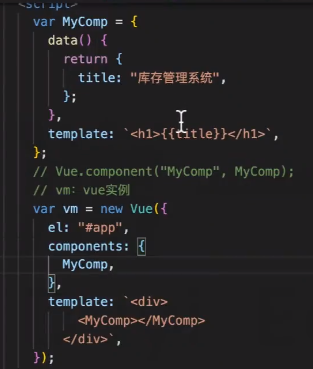 <script>
var MyComp = {
data() {
return {
title: "库存管理系统",
};
},
template: `<h1>{{title}}</h1>`,
};
// Vue.component("MyComp", MyComp);
// vm: vue实例
var vm = new Vue({
el: "#app",
components: {
MyComp,
},
template: `<div>
<MyComp></MyComp>
</div>`,
});